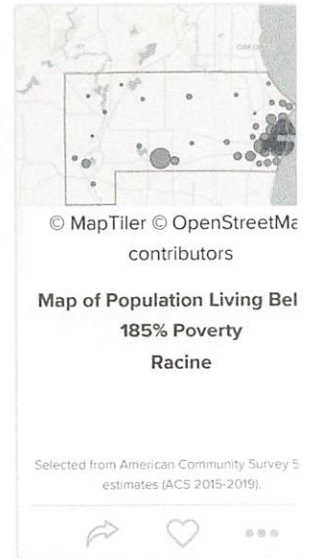 © MapTiler © OpenStreetMa
contributors
Map of Population Living Bel
185% Poverty
Racine
Selected from American Community Survey 5
estimates (ACS 2015-2019).